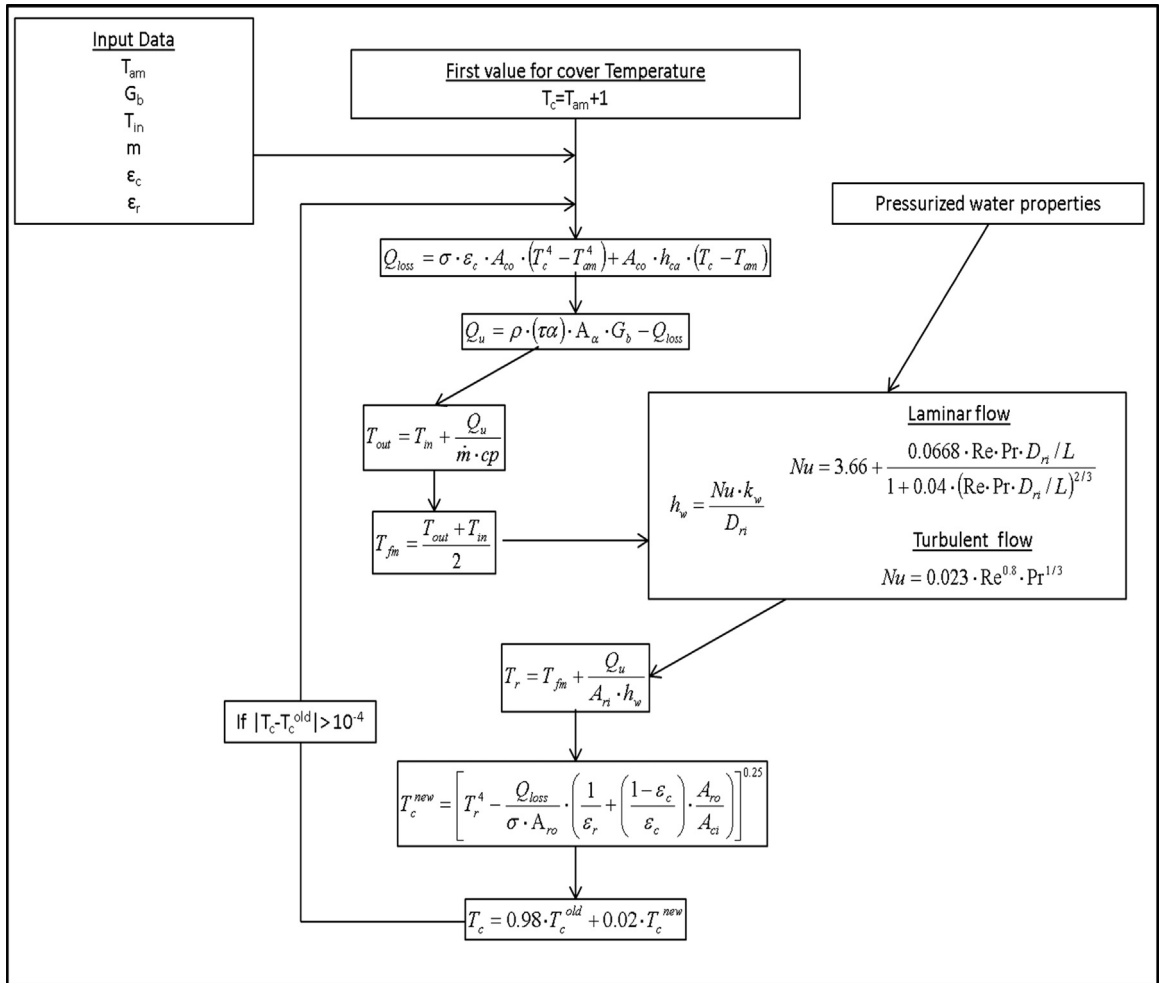 Input Data
T_am
G_b
T_in
m
ε_c
ε_r
First value for cover Temperature
T_c=T_am+1
Pressurized water properties
Q_loss = σ · ε_c · A_co · (T_c^4 − T_am^4) + A_co · h_ca · (T_c − T_am)
Q_u = ρ · (τα) · A_α · G_b − Q_loss
T_out = T_in + Q_u / (ṁ · cp)
T_fm = (T_out + T_in) / 2
h_w = Nu · k_w / D_ri
Laminar flow
Nu = 3.66 + (0.0668 · Re · Pr · D_ri / L) / (1 + 0.04 · (Re · Pr · D_ri / L)^(2/3))
Turbulent flow
Nu = 0.023 · Re^0.8 · Pr^(1/3)
T_r = T_fm + Q_u / (A_ri · h_w)
If |T_c-T_c^old|>10^-4
T_c^new = [T_r^4 − Q_loss / (σ · A_ro) · (1/ε_r + ((1−ε_c)/ε_c) · A_ro/A_ci)]^0.25
T_c = 0.98 · T_c^old + 0.02 · T_c^new